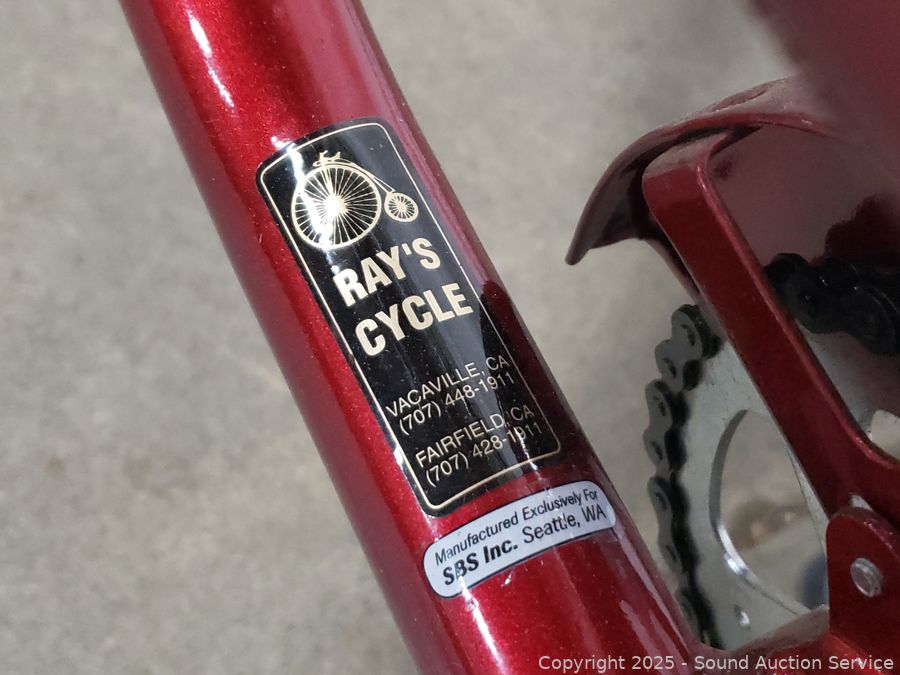 RAY'S
CYCLE
VACAVILLE, CA
(707) 448-1911
FAIRFIELD, CA
(707) 428-1911
Manufactured Exclusively For
SBS Inc. Seattle, WA
Copyright 2025 - Sound Auction Service